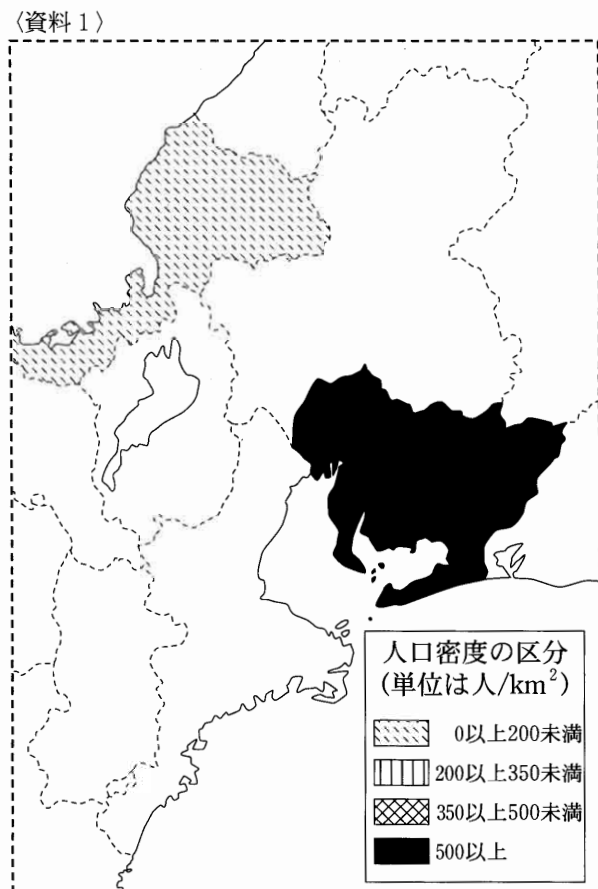 〈資料1〉
人口密度の区分
(単位は人/km²)
0以上200未満
200以上350未満
350以上500未満
500以上